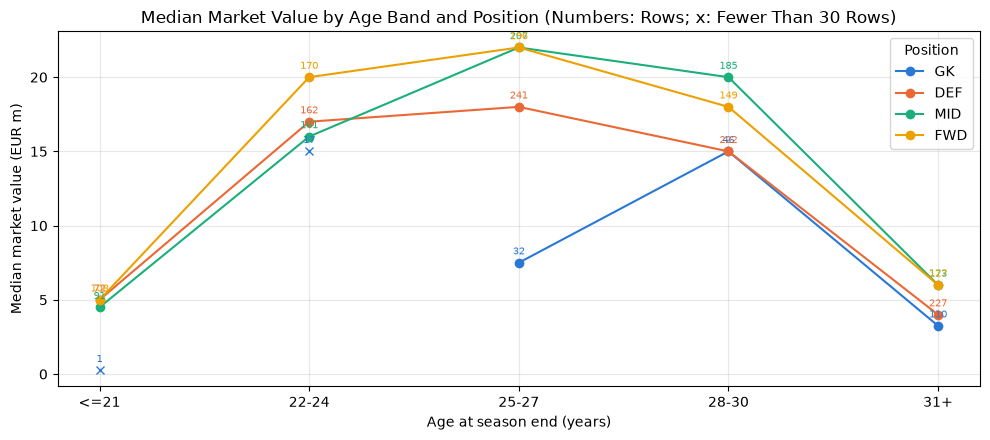 Median Market Value by Age Band and Position (Numbers: Rows; x: Fewer Than 30 Rows)
Median market value (EUR m)
20
15
10
5
0
170
162
1
241
32
185
149
227
Position
GK
DEF
MID
FWD
<=21
22-24
25-27
28-30
31+
Age at season end (years)